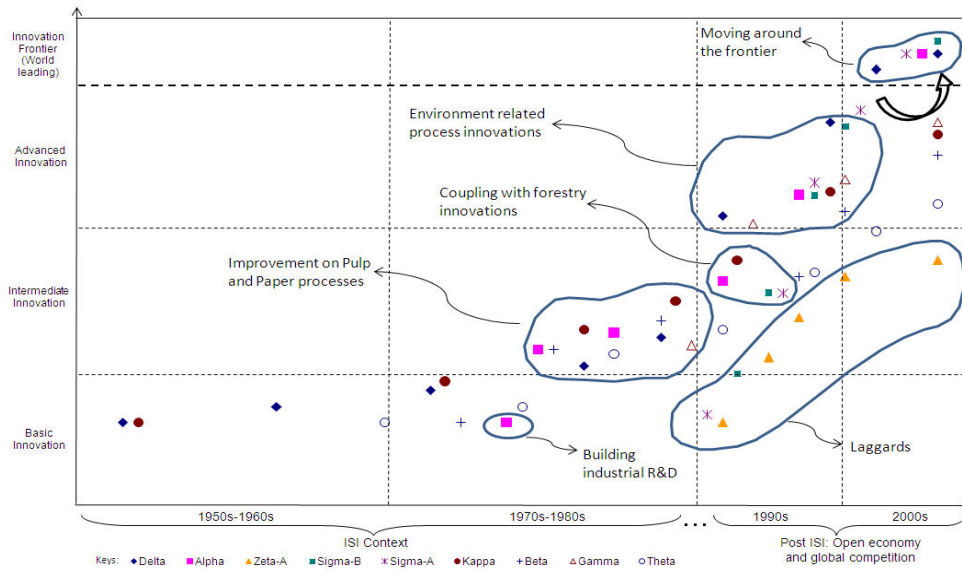 Innovation
Frontier
(World
leading)
Moving around
the frontier
Environment related
process innovations
Advanced
Innovation
Coupling with forestry
innovations
Improvement on Pulp
and Paper processes
Intermediate
Innovation
Basic
Innovation
Building
industrial R&D
Laggards
1950s-1960s
1970s-1980s
...
1990s
2000s
ISI Context
Post ISI: Open economy
and global competition
Keys: Delta Alpha Zeta-A Sigma-B Sigma-A Kappa Beta Gamma Theta